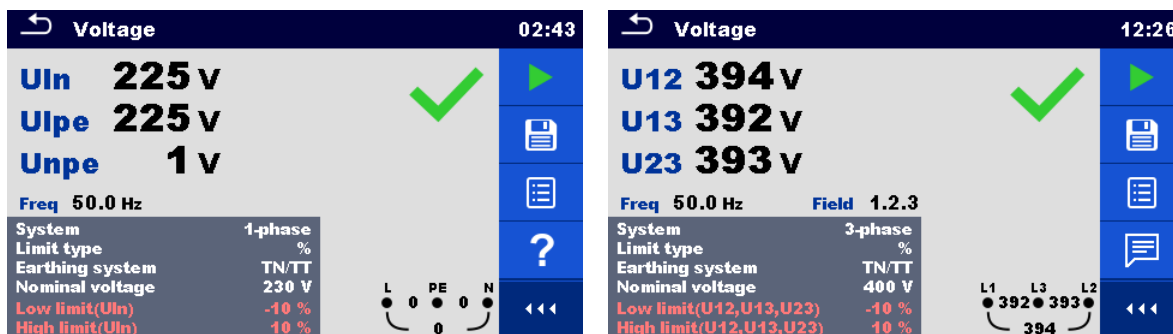 Voltage 02:43
Uln 225 V
Ulpe 225 V
Unpe 1 V
Freq 50.0 Hz
System 1-phase
Limit type %
Earthing system TN/TT
Nominal voltage 230 V
Low limit(Uln) -10 %
High limit(Uln) 10 %
?
L PE N
0 0
0
Voltage 12:26
U12 394 V
U13 392 V
U23 393 V
Freq 50.0 Hz Field 1.2.3
System 3-phase
Limit type %
Earthing system TN/TT
Nominal voltage 400 V
Low limit(U12,U13,U23) -10 %
High limit(U12,U13,U23) 10 %
L1 L3 L2
392 393
394